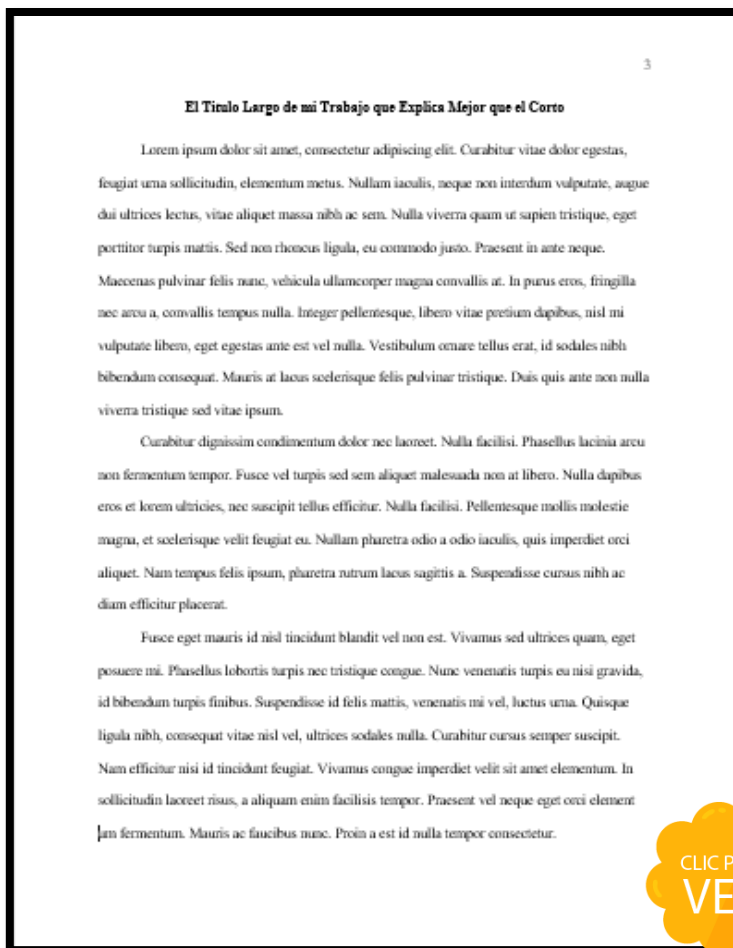 3
El Titulo Largo de mi Trabajo que Explica Mejor que el Corto
Lorem ipsum dolor sit amet, consectetur adipiscing elit. Curabitur vitae dolor egestas,
feugiat urna sollicitudin, elementum metus. Nullam iaculis, neque non interdum vulputate, augue
dui ultrices lectus, vitae aliquet massa nibh ac sem. Nulla viverra quam ut sapien tristique, eget
porttitor turpis mattis. Sed non rhoncus ligula, eu commodo justo. Praesent in ante neque.
Maecenas pulvinar felis nunc, vehicula ullamcorper magna convallis at. In purus eros, fringilla
nec arcu a, convallis tempus nulla. Integer pellentesque, libero vitae pretium dapibus, nisl mi
vulputate libero, eget egestas ante est vel nulla. Vestibulum ornare tellus erat, id sodales nibh
bibendum consequat. Mauris at lacus scelerisque felis pulvinar tristique. Duis quis ante non nulla
viverra tristique sed vitae ipsum.
Curabitur dignissim condimentum dolor nec laoreet. Nulla facilisi. Phasellus lacinia arcu
non fermentum tempor. Fusce vel turpis sed sem aliquet malesuada non at libero. Nulla dapibus
eros et lorem ultricies, nec suscipit tellus efficitur. Nulla facilisi. Pellentesque mollis molestie
magna, et scelerisque velit feugiat eu. Nullam pharetra odio a odio iaculis, quis imperdiet orci
aliquet. Nam tempus felis ipsum, pharetra rutrum lacus sagittis a. Suspendisse cursus nibh ac
diam efficitur placerat.
Fusce eget mauris id nisl tincidunt blandit vel non est. Vivamus sed ultrices quam, eget
posuere mi. Phasellus lobortis turpis nec tristique congue. Nunc venenatis turpis eu nisi gravida,
id bibendum turpis finibus. Suspendisse id felis mattis, venenatis mi vel, luctus urna. Quisque
ligula nibh, consequat vitae nisl vel, ultrices sodales nulla. Curabitur cursus semper suscipit.
Nam efficitur nisi id tincidunt feugiat. Vivamus congue imperdiet velit sit amet elementum. In
sollicitudin laoreet risus, a aliquam enim facilisis tempor. Praesent vel neque eget orci element
um fermentum. Mauris ac faucibus nunc. Proin a est id nulla tempor consectetur.
CLIC P
VE